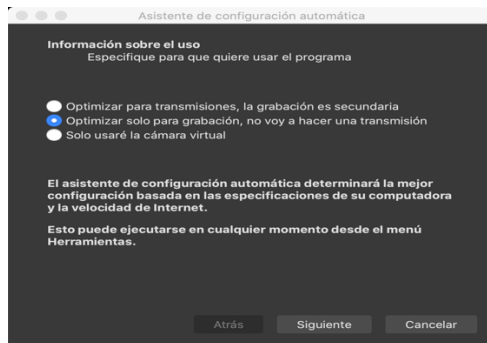 Asistente de configuración automática
Información sobre el uso
Especifique para que quiere usar el programa
Optimizar para transmisiones, la grabación es secundaria
Optimizar solo para grabación, no voy a hacer una transmisión
Solo usaré la cámara virtual
El asistente de configuración automática determinará la mejor
configuración basada en las especificaciones de su computadora
y la velocidad de Internet.
Esto puede ejecutarse en cualquier momento desde el menú
Herramientas.
Atrás Siguiente Cancelar